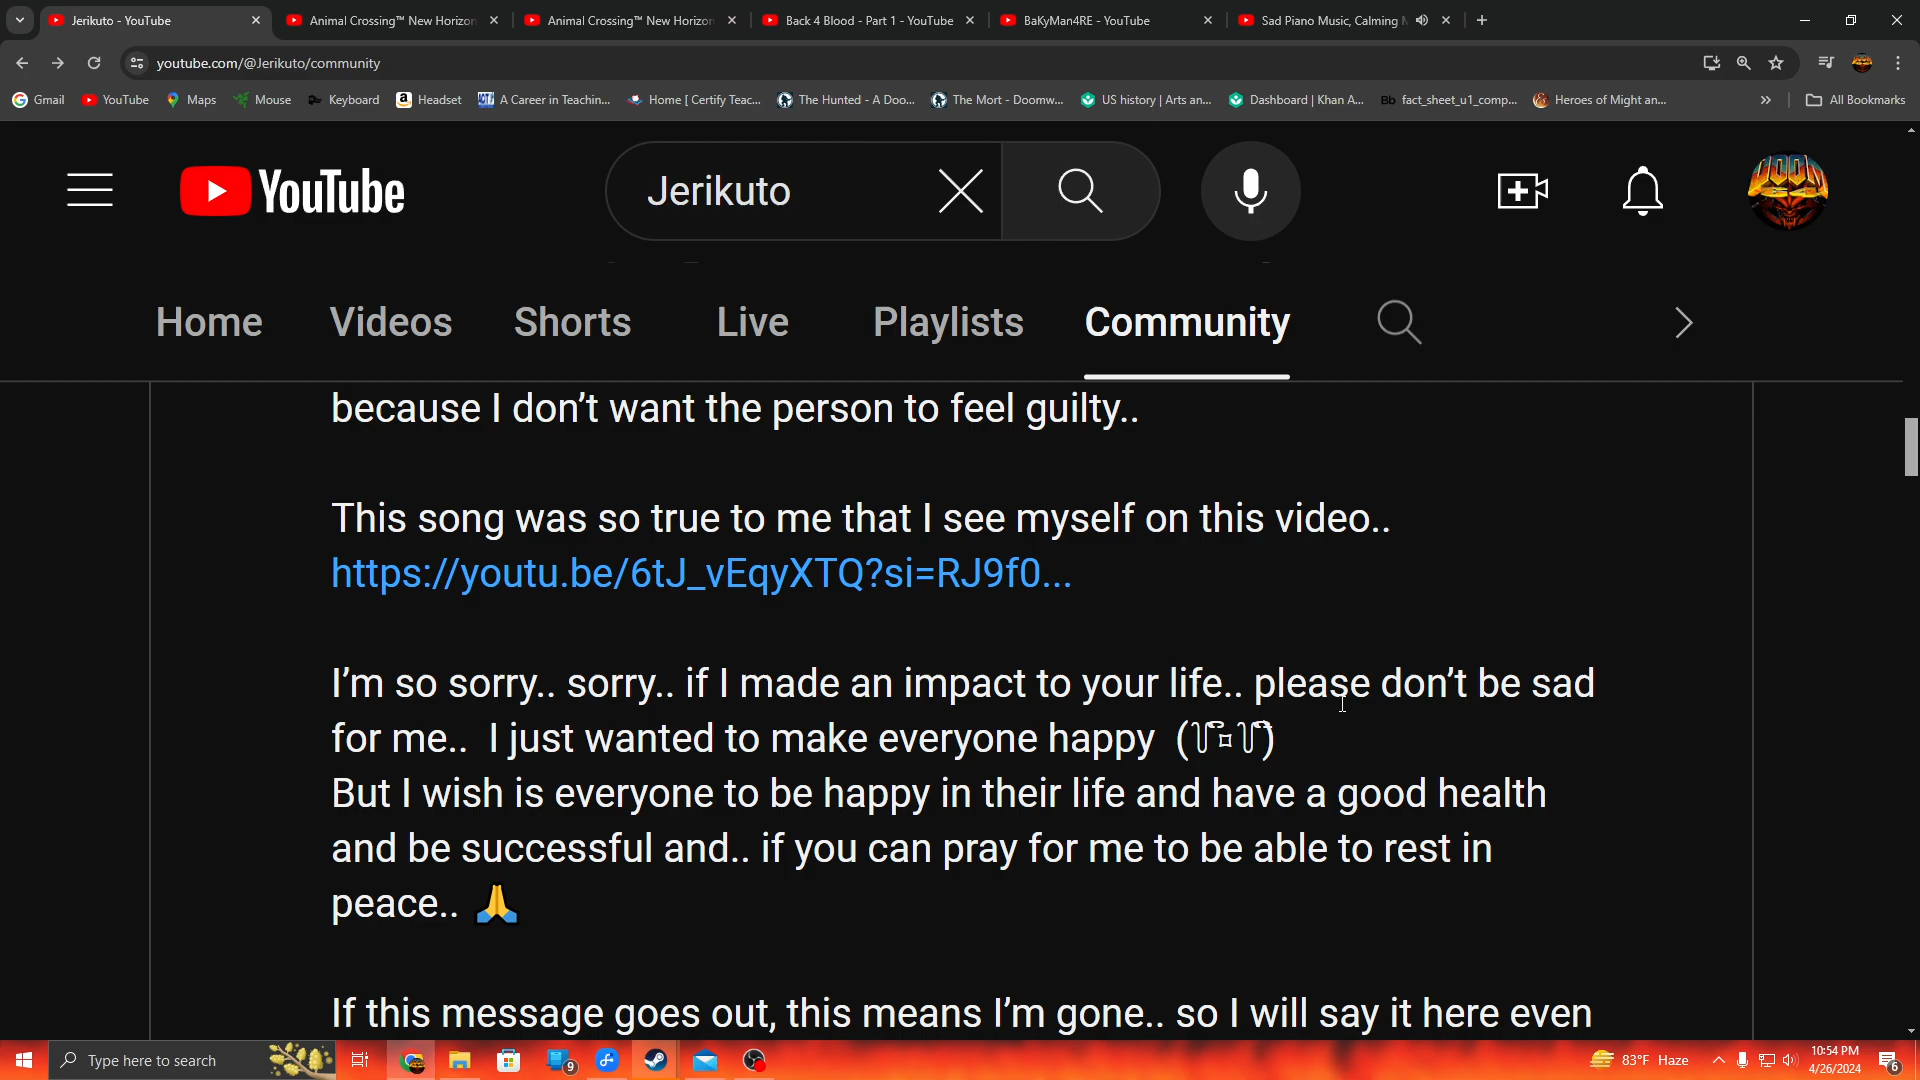 Jerikuto - YouTube
Animal Crossing™ New Horizon
Animal Crossing™ New Horizon
Back 4 Blood - Part 1 - YouTube
BaKyMan4RE - YouTube
Sad Piano Music, Calming M
youtube.com/@Jerikuto/community
Gmail
YouTube
Maps
Mouse
Keyboard
Headset
A Career in Teachin...
Home [ Certify Teac...
The Hunted - A Doo...
The Mort - Doomw...
US history | Arts an...
Dashboard | Khan A...
Bb fact_sheet_u1_comp...
Heroes of Might an...
All Bookmarks
YouTube
Jerikuto
DOOM
64
Home
Videos
Shorts
Live
Playlists
Community
because I don’t want the person to feel guilty..
This song was so true to me that I see myself on this video..
https://youtu.be/6tJ_vEqyXTQ?si=RJ9f0...
I’m so sorry.. sorry.. if I made an impact to your life.. please don’t be sad
for me.. I just wanted to make everyone happy
But I wish is everyone to be happy in their life and have a good health
and be successful and.. if you can pray for me to be able to rest in
peace.. 🙏
If this message goes out, this means I’m gone.. so I will say it here even
Type here to search
9
83°F Haze
10:54 PM
4/26/2024
6